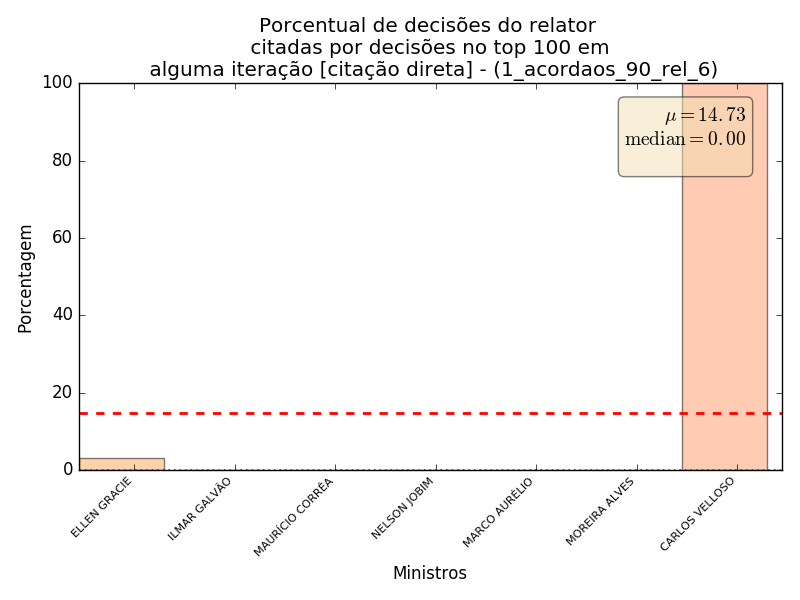 Porcentual de decisões do relator
citadas por decisões no top 100 em
alguma iteração [citação direta] - (1_acordaos_90_rel_6)
100
80
60
40
20
0
Porcentagem
μ = 14.73
median = 0.00
ELLEN GRACIE
ILMAR GALVÃO
MAURÍCIO CORRÊA
NELSON JOBIM
MARCO AURÉLIO
MOREIRA ALVES
CARLOS VELLOSO
Ministros